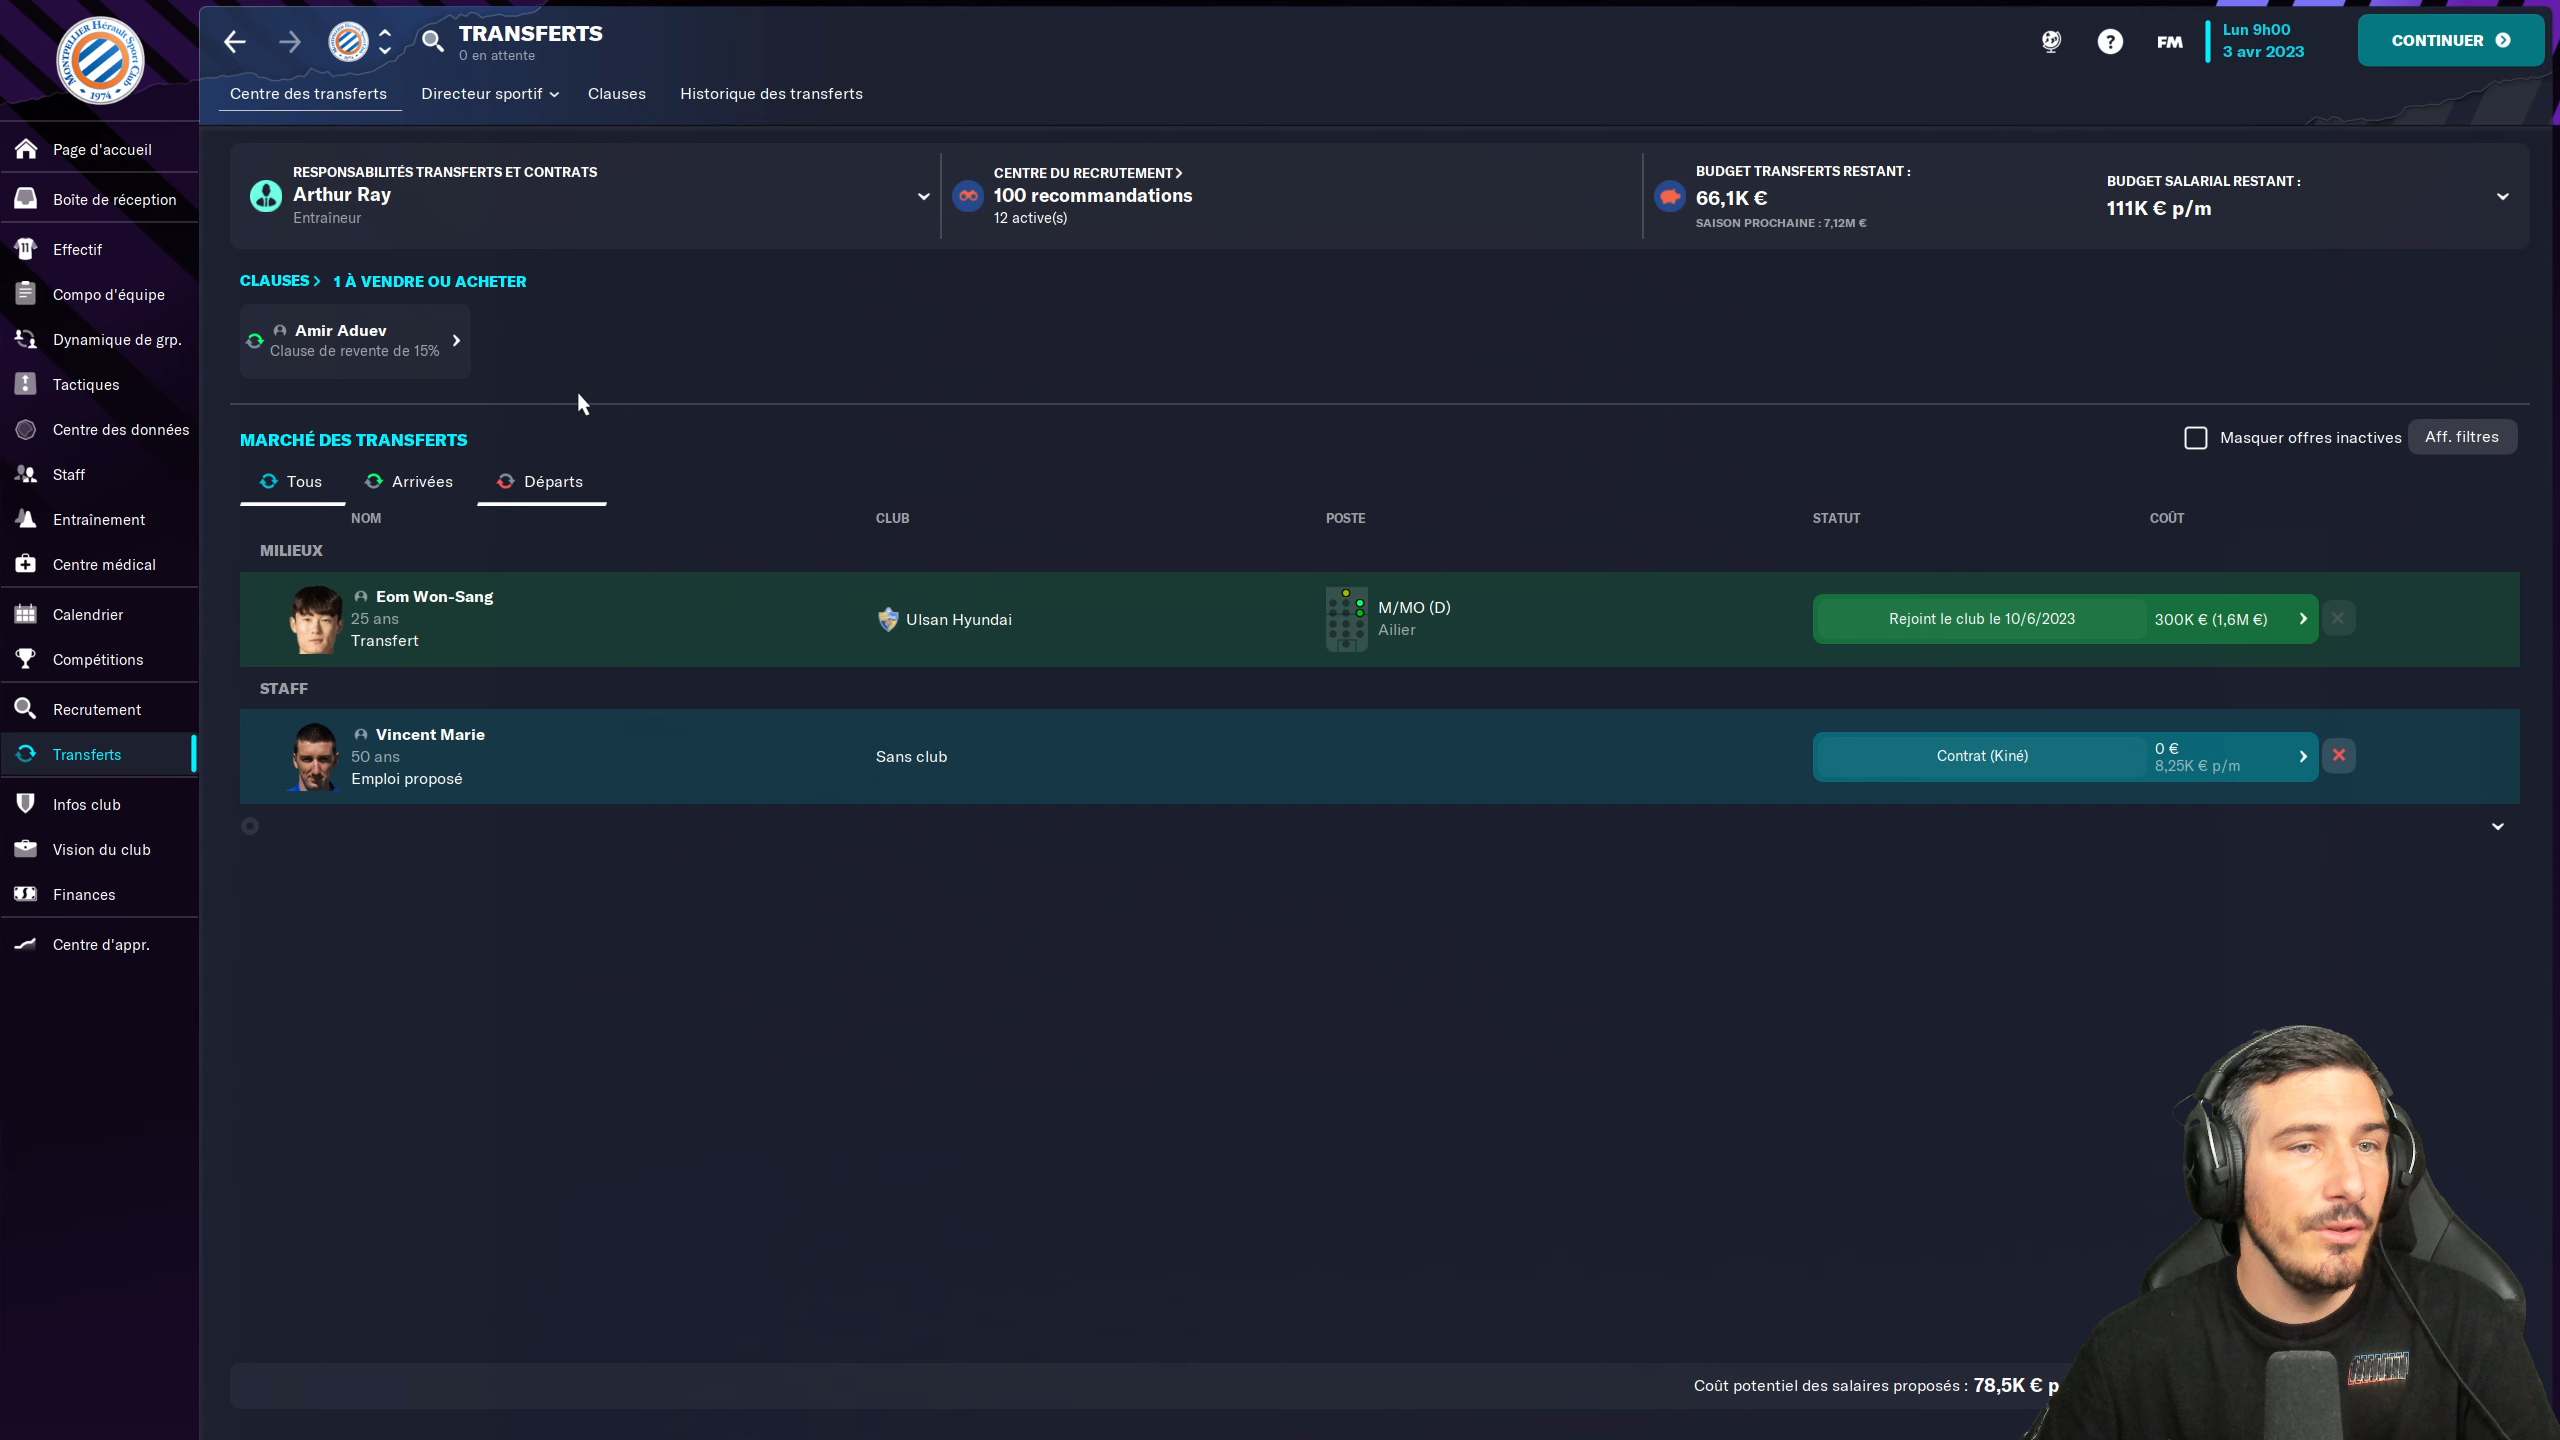 MONTPELLIER Hérault Sport Club
1974
TRANSFERTS
0 en attente
FM
Lun 9h00
3 avr 2023
CONTINUER
Centre des transferts
Directeur sportif
Clauses
Historique des transferts
Page d'accueil
Boîte de réception
Effectif
Compo d'équipe
Dynamique de grp.
Tactiques
Centre des données
Staff
Entraînement
Centre médical
Calendrier
Compétitions
Recrutement
Transferts
Infos club
Vision du club
Finances
Centre d'appr.
RESPONSABILITÉS TRANSFERTS ET CONTRATS
Arthur Ray
Entraîneur
CENTRE DU RECRUTEMENT >
100 recommandations
12 active(s)
BUDGET TRANSFERTS RESTANT :
66,1K €
SAISON PROCHAINE : 7,12M €
BUDGET SALARIAL RESTANT :
111K € p/m
CLAUSES > 1 À VENDRE OU ACHETER
Amir Aduev
Clause de revente de 15%
MARCHÉ DES TRANSFERTS
Masquer offres inactives
Aff. filtres
Tous
Arrivées
Départs
NOM CLUB POSTE STATUT COÛT
MILIEUX
Eom Won-Sang
25 ans
Transfert
Ulsan Hyundai
M/MO (D)
Ailier
Rejoint le club le 10/6/2023
300K € (1,6M €)
STAFF
Vincent Marie
50 ans
Emploi proposé
Sans club
Contrat (Kiné)
0 €
8,25K € p/m
Coût potentiel des salaires proposés : 78,5K € p